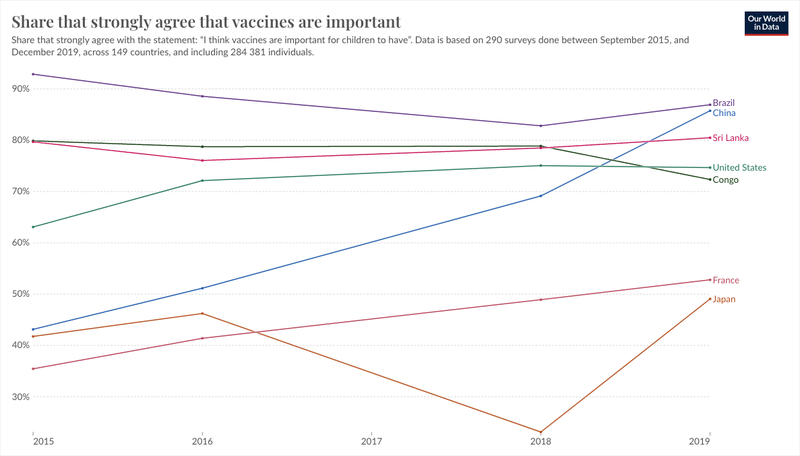 Share that strongly agree that vaccines are important
Share that strongly agree with the statement: "I think vaccines are important for children to have". Data is based on 290 surveys done between September 2015, and
December 2019, across 149 countries, and including 284 381 individuals.
Our World
in Data
90%
80%
70%
60%
50%
40%
30%
Brazil
China
Sri Lanka
United States
Congo
France
Japan
2015
2016
2017
2018
2019